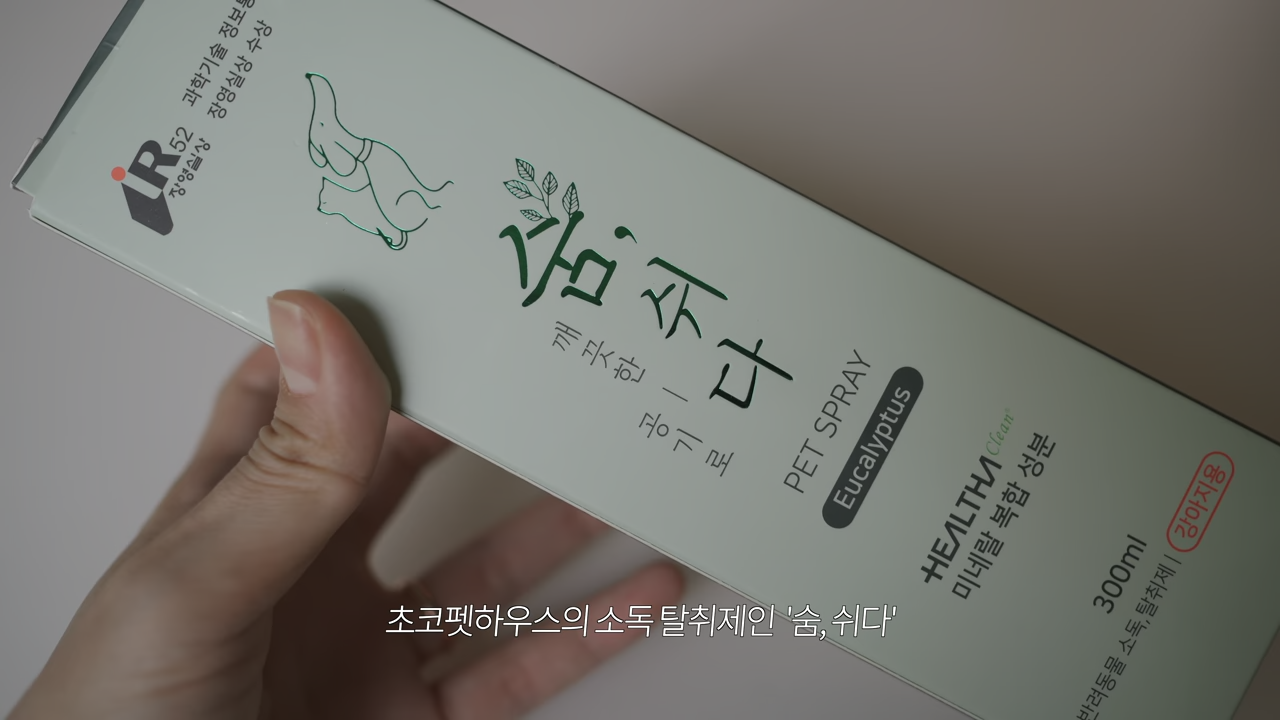 과학기술 정보통
장영실상 수상
IR52
장영실상
숨, 쉬다
깨끗한 공기로
PET SPRAY
Eucalyptus
HEALTHA Clean
미네랄 복합 성분
300ml
반려동물 소독, 탈취제 | 강아지용
초코펫하우스의 소독 탈취제인 '숨, 쉬다'